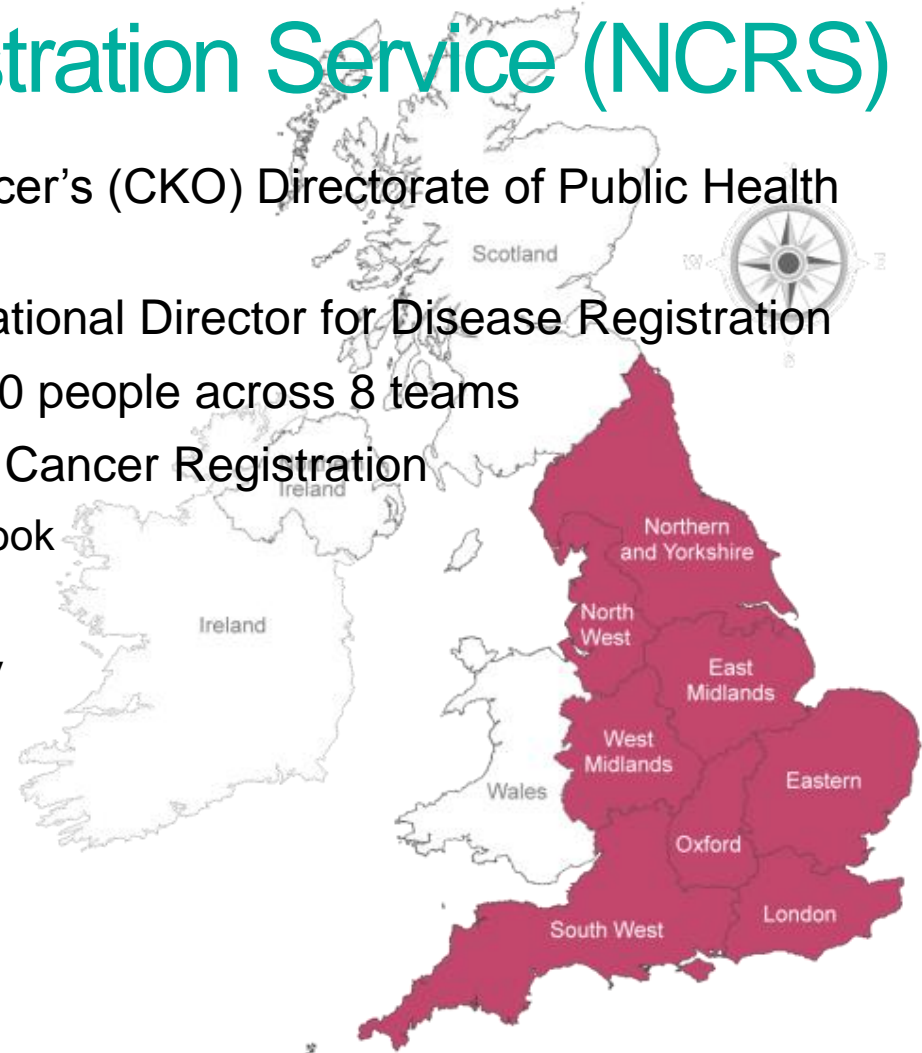 stration Service (NCRS)
cer’s (CKO) Directorate of Public Health
Scotland
W
E
S
ational Director for Disease Registration
0 people across 8 teams
Cancer Registration
Ireland
ook
Northern
and Yorkshire
North
West
Ireland
East
Midlands
West
Midlands
Wales
Eastern
Oxford
London
South West